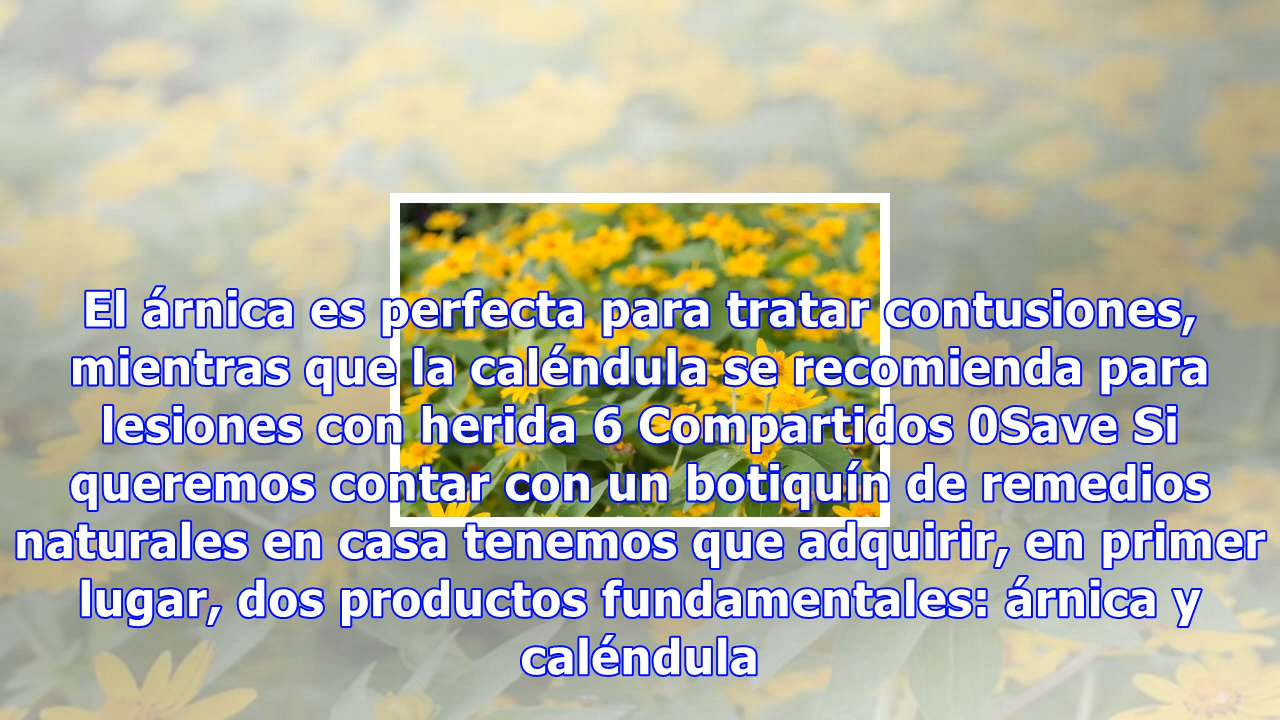 El árnica es perfecta para tratar contusiones,
mientras que la caléndula se recomienda para
lesiones con herida 6 Compartidos 0Save Si
queremos contar con un botiquín de remedios
naturales en casa tenemos que adquirir, en primer
lugar, dos productos fundamentales: árnica y
caléndula